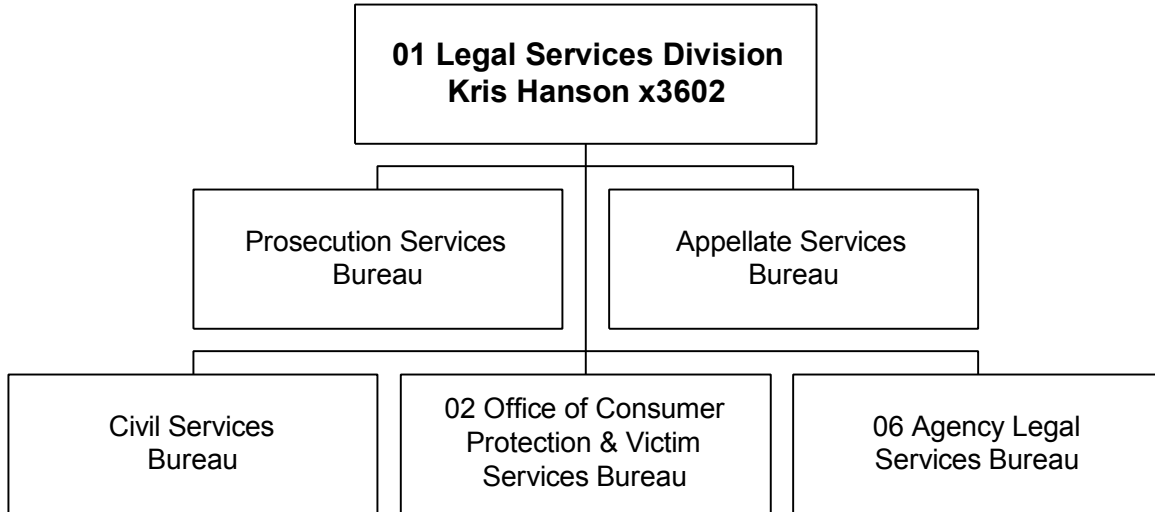 01 Legal Services Division
Kris Hanson x3602
Prosecution Services
Bureau
Appellate Services
Bureau
Civil Services
Bureau
02 Office of Consumer
Protection & Victim
Services Bureau
06 Agency Legal
Services Bureau